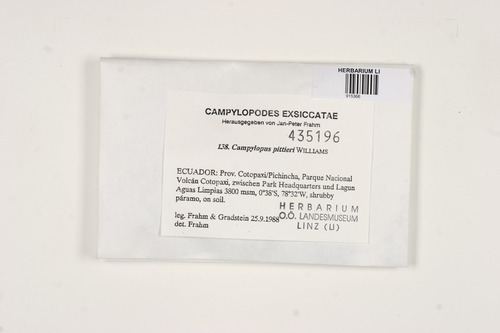 HERBARIUM LI
915366
CAMPYLOPODES EXSICCATAE
Herausgegeben von Jan-Peter Frahm
435196
138. Campylopus pittieri WILLIAMS
ECUADOR: Prov. Cotopaxi/Pichincha, Parque Nacional
Volcán Cotopaxi, zwischen Park Headquarters und Lagun
Aguas Limpias 3800 msm, 0°38'S, 78°32'W, shrubby
páramo, on soil.
HERBARIUM
O.Ö. LANDESMUSEUM
LINZ (LI)
leg. Frahm & Gradstein 25.9.1988
det. Frahm